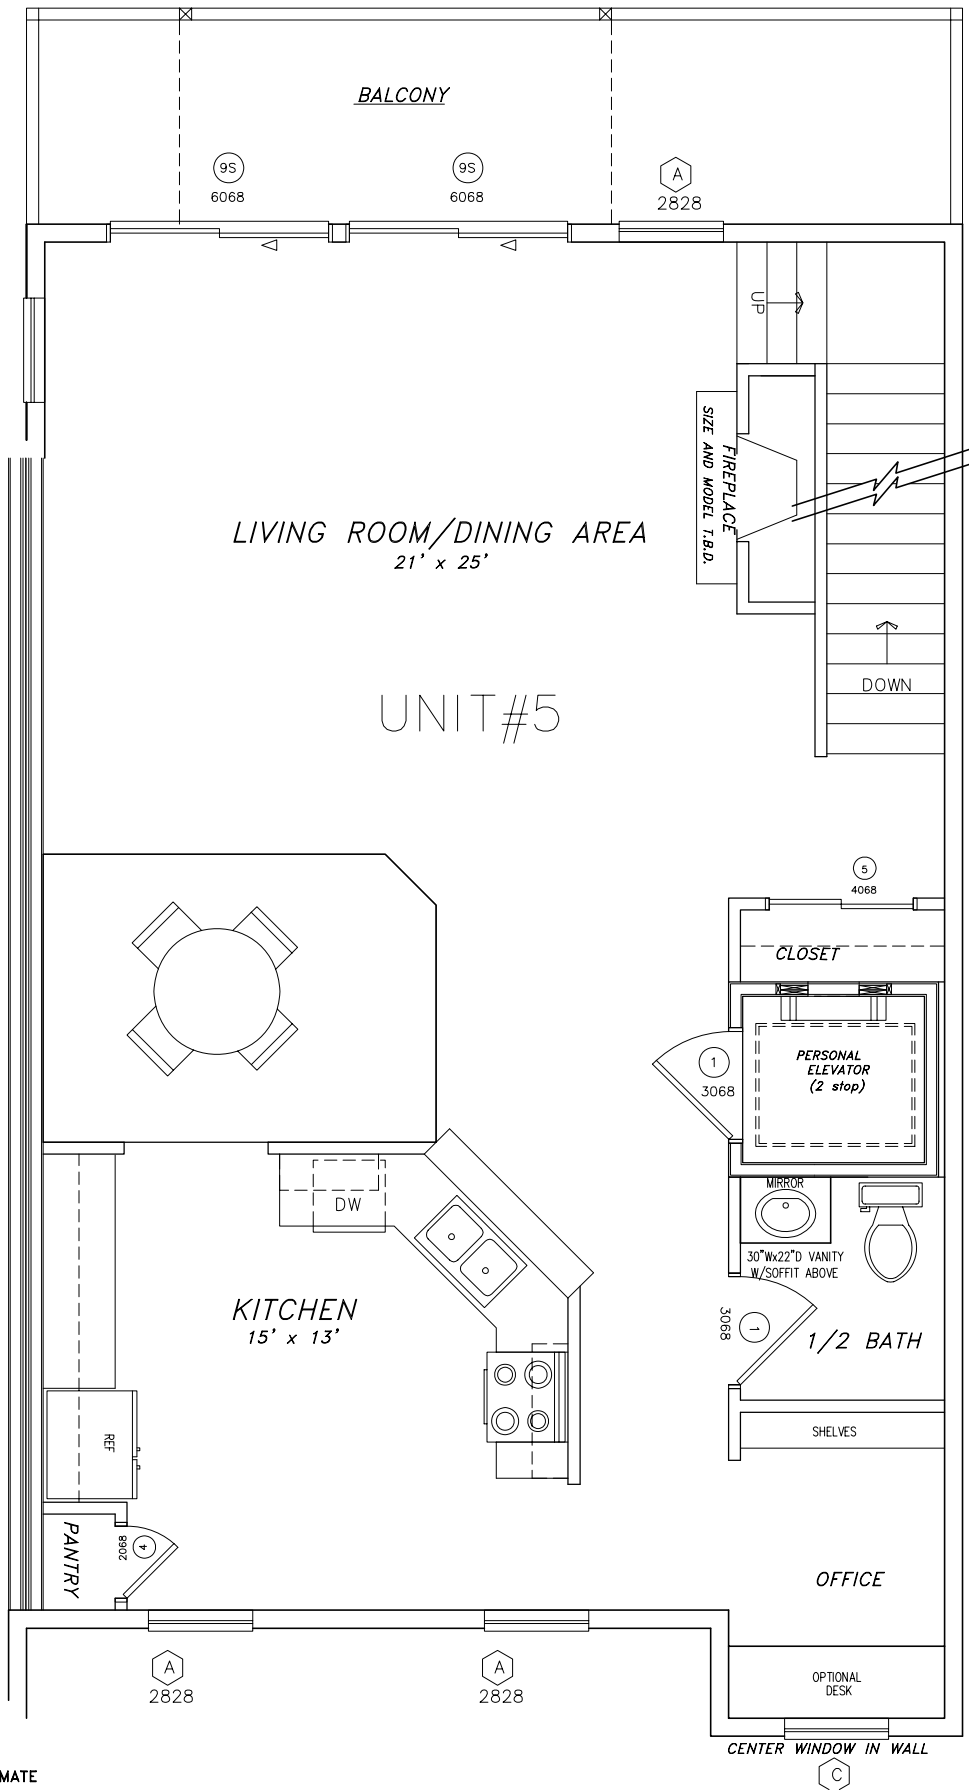 BALCONY
9S
6068
9S
6068
A
2828
UP
FIREPLACE
SIZE AND MODEL T.B.D.
LIVING ROOM/DINING AREA
21' x 25'
DOWN
UNIT#5
5
4068
CLOSET
PERSONAL
ELEVATOR
(2 stop)
1
3068
MIRROR
DW
30"Wx22"D VANITY
W/SOFFIT ABOVE
KITCHEN
15' x 13'
1
3068
1/2 BATH
REF
SHELVES
PANTRY
2068
4
OFFICE
A
2828
A
2828
OPTIONAL
DESK
CENTER WINDOW IN WALL
C
MATE